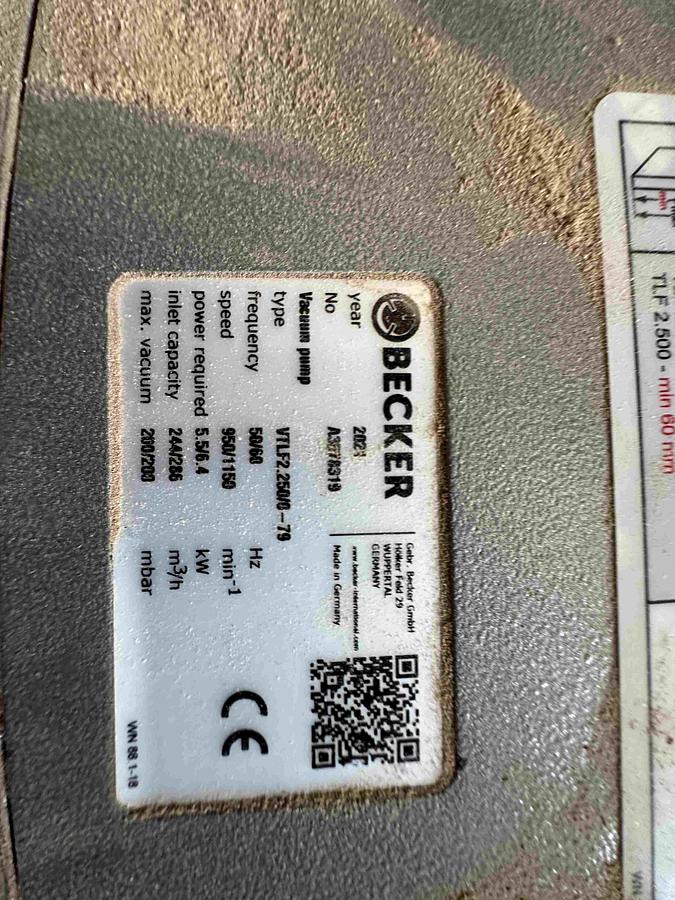 BECKER
Gebr. Becker GmbH
Hölker Feld 29
WUPPERTAL
GERMANY
www.becker-international.com
Made in Germany
year
No
Vacuum pump
type VTLF2.250/0-79
frequency 50/60 Hz
speed 950/1150 min-1
power required 5.5/6.4 kW
inlet capacity 244/286 m3/h
max. vacuum 200/200 mbar
CE
WN 88 1-18
min
TLF 2.500 - min 60 mm
WN